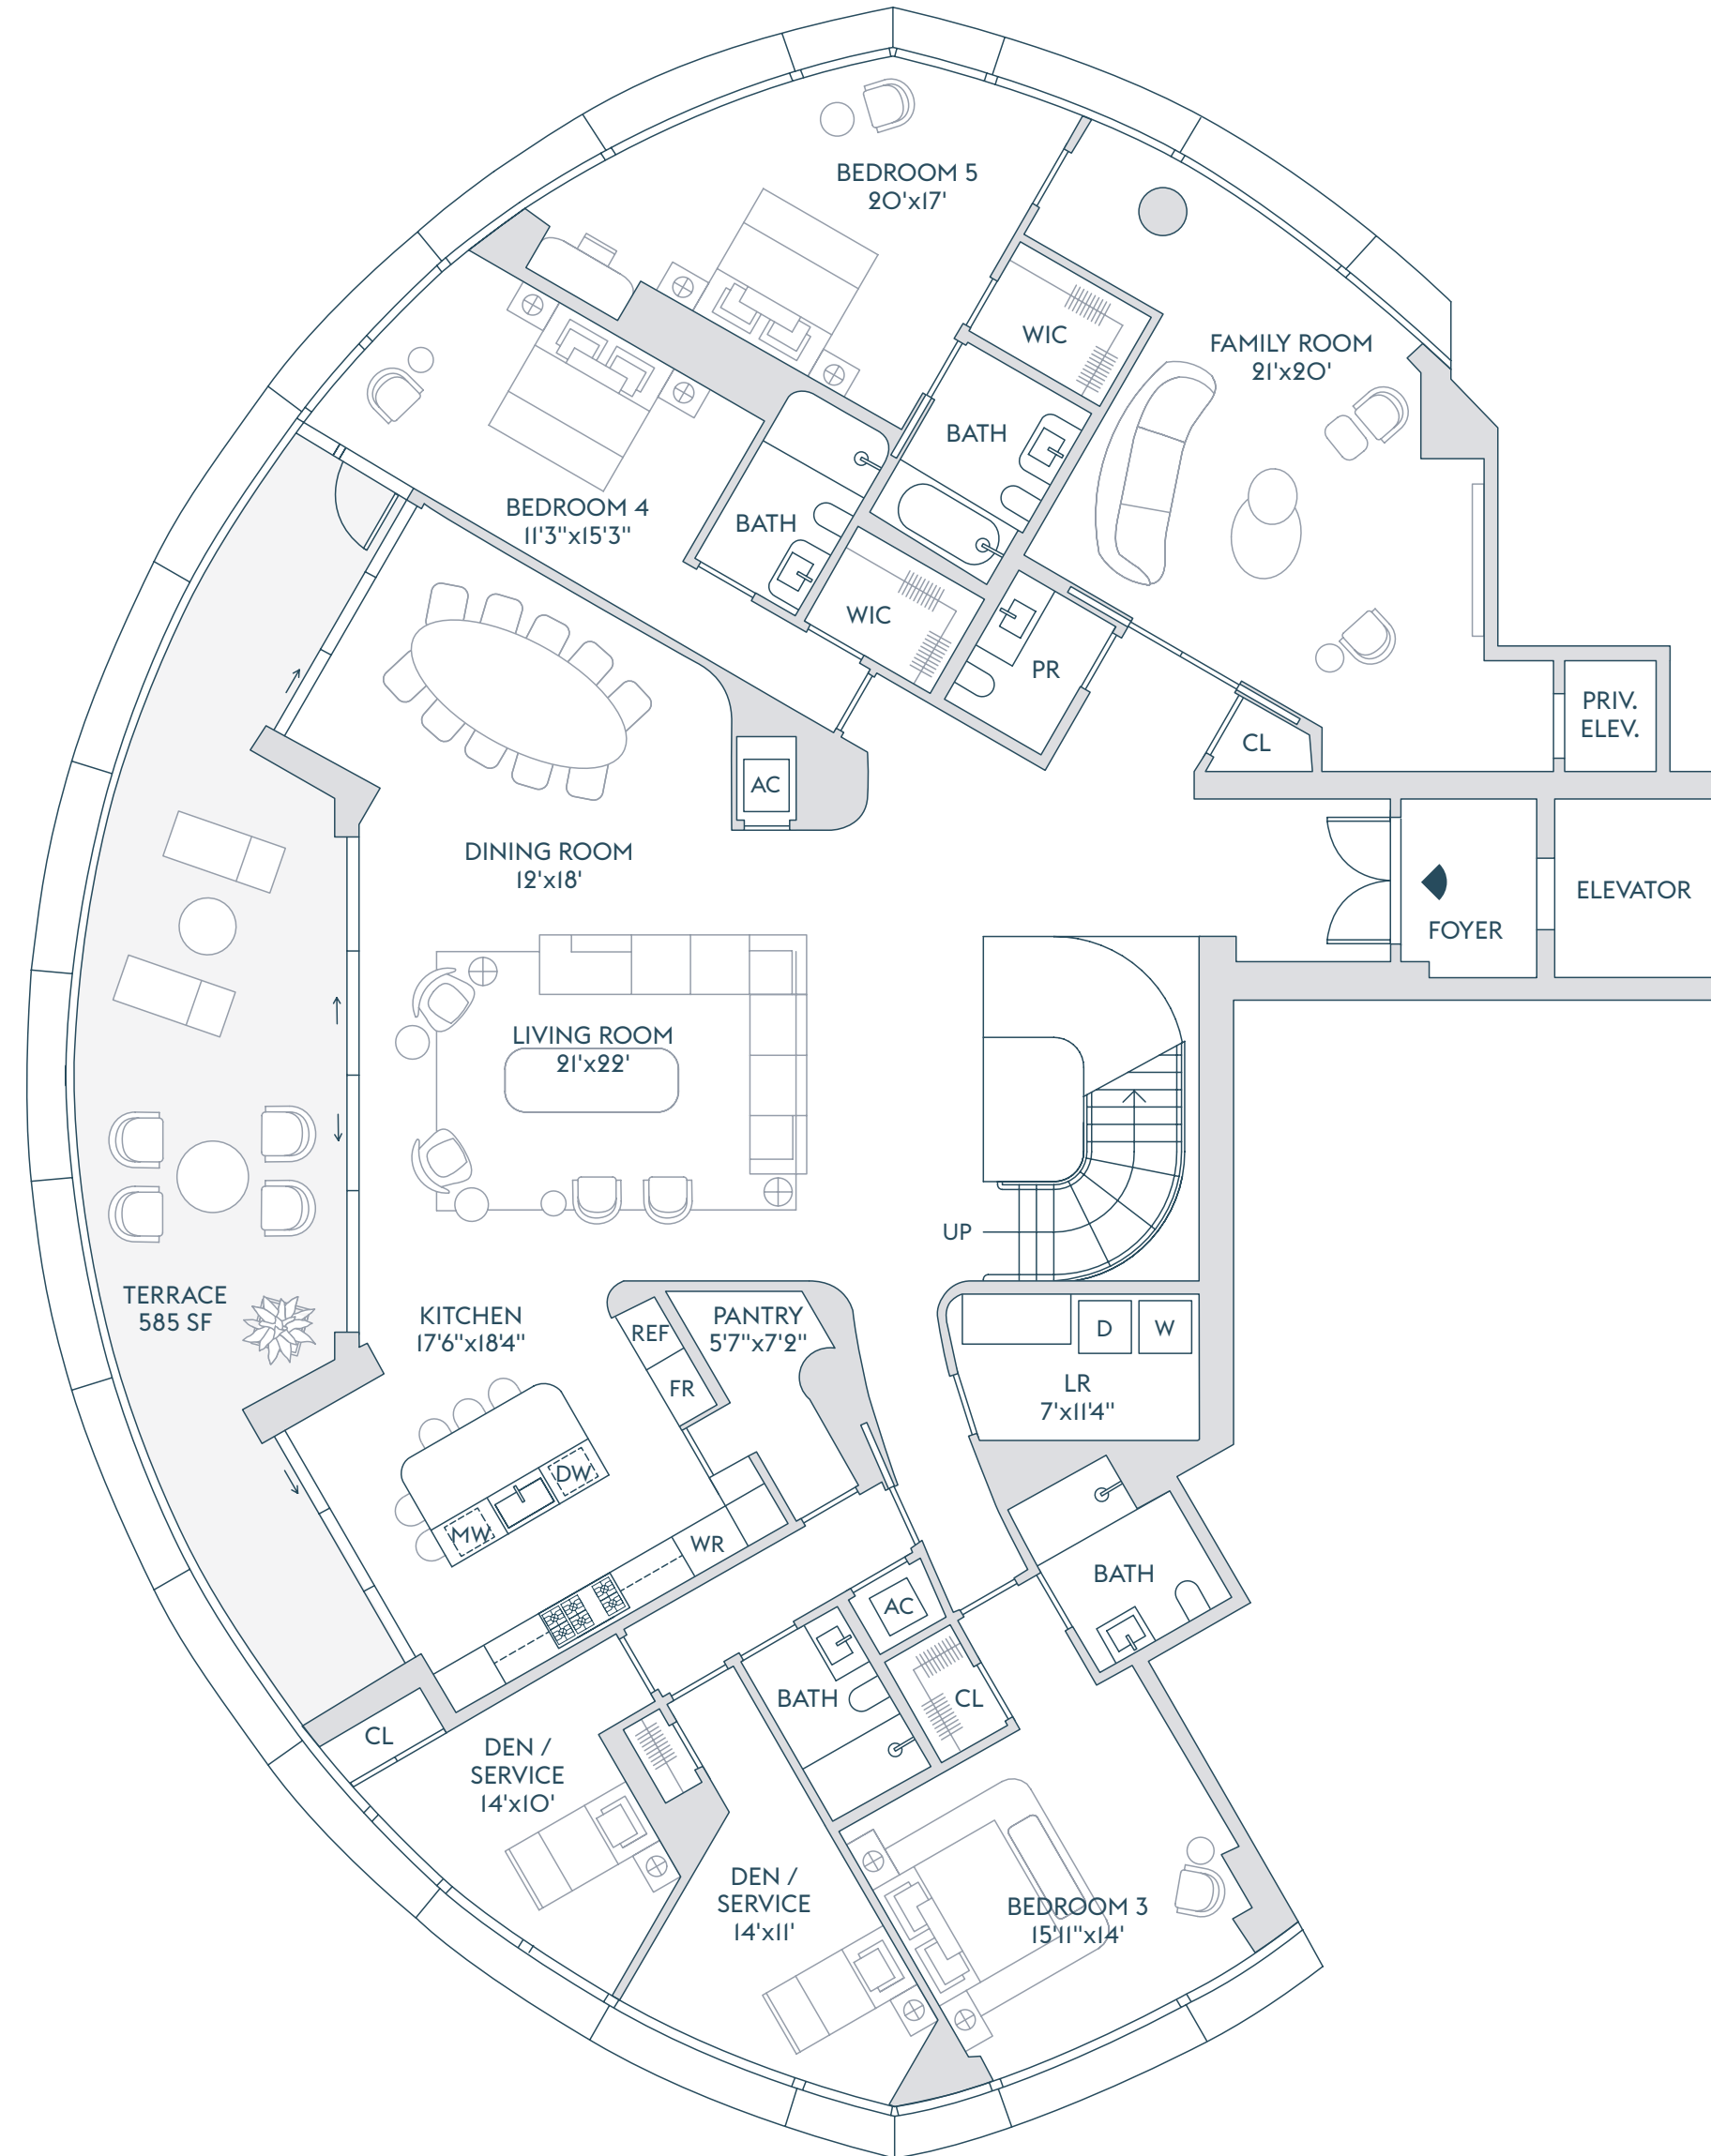 BEDROOM 5
20'x17'
WIC
FAMILY ROOM
21'x20'
BATH
BEDROOM 4
11'3"x15'3"
BATH
WIC
PR
PRIV.
ELEV.
CL
AC
DINING ROOM
12'x18'
ELEVATOR
FOYER
LIVING ROOM
21'x22'
UP
TERRACE
585 SF
KITCHEN
17'6"x18'4"
REF
PANTRY
5'7"x7'2"
D
W
FR
LR
7'x11'4"
DW
MW
WR
BATH
AC
BATH
CL
CL
DEN /
SERVICE
14'x10'
DEN /
SERVICE
14'x11'
BEDROOM 3
15'11"x14'